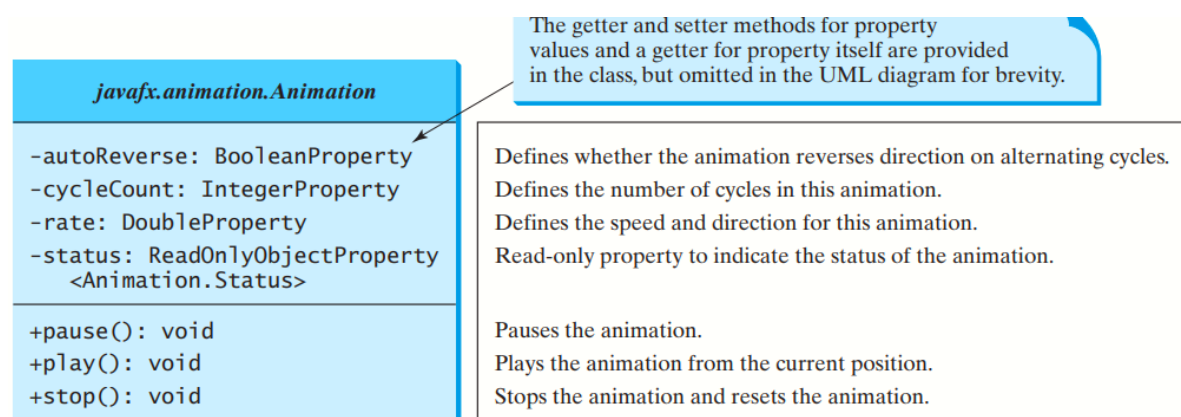 The getter and setter methods for property
values and a getter for property itself are provided
in the class, but omitted in the UML diagram for brevity.
javafx.animation.Animation
-autoReverse: BooleanProperty
Defines whether the animation reverses direction on alternating cycles.
-cycleCount: IntegerProperty
Defines the number of cycles in this animation.
-rate: DoubleProperty
Defines the speed and direction for this animation.
-status: ReadOnlyObjectProperty
<Animation.Status>
Read-only property to indicate the status of the animation.
+pause(): void
Pauses the animation.
+play(): void
Plays the animation from the current position.
+stop(): void
Stops the animation and resets the animation.